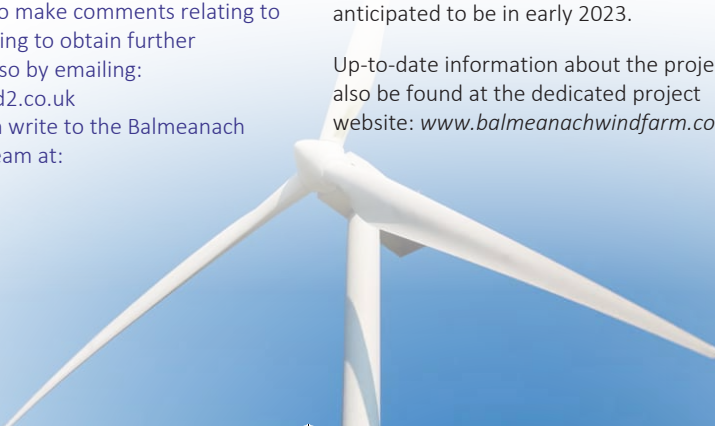 o make comments relating to
ing to obtain further
so by emailing:
d2.co.uk
write to the Balmeanach
eam at:
anticipated to be in early 2023.
Up-to-date information about the proje
also be found at the dedicated project
website: www.balmeanachwindfarm.co